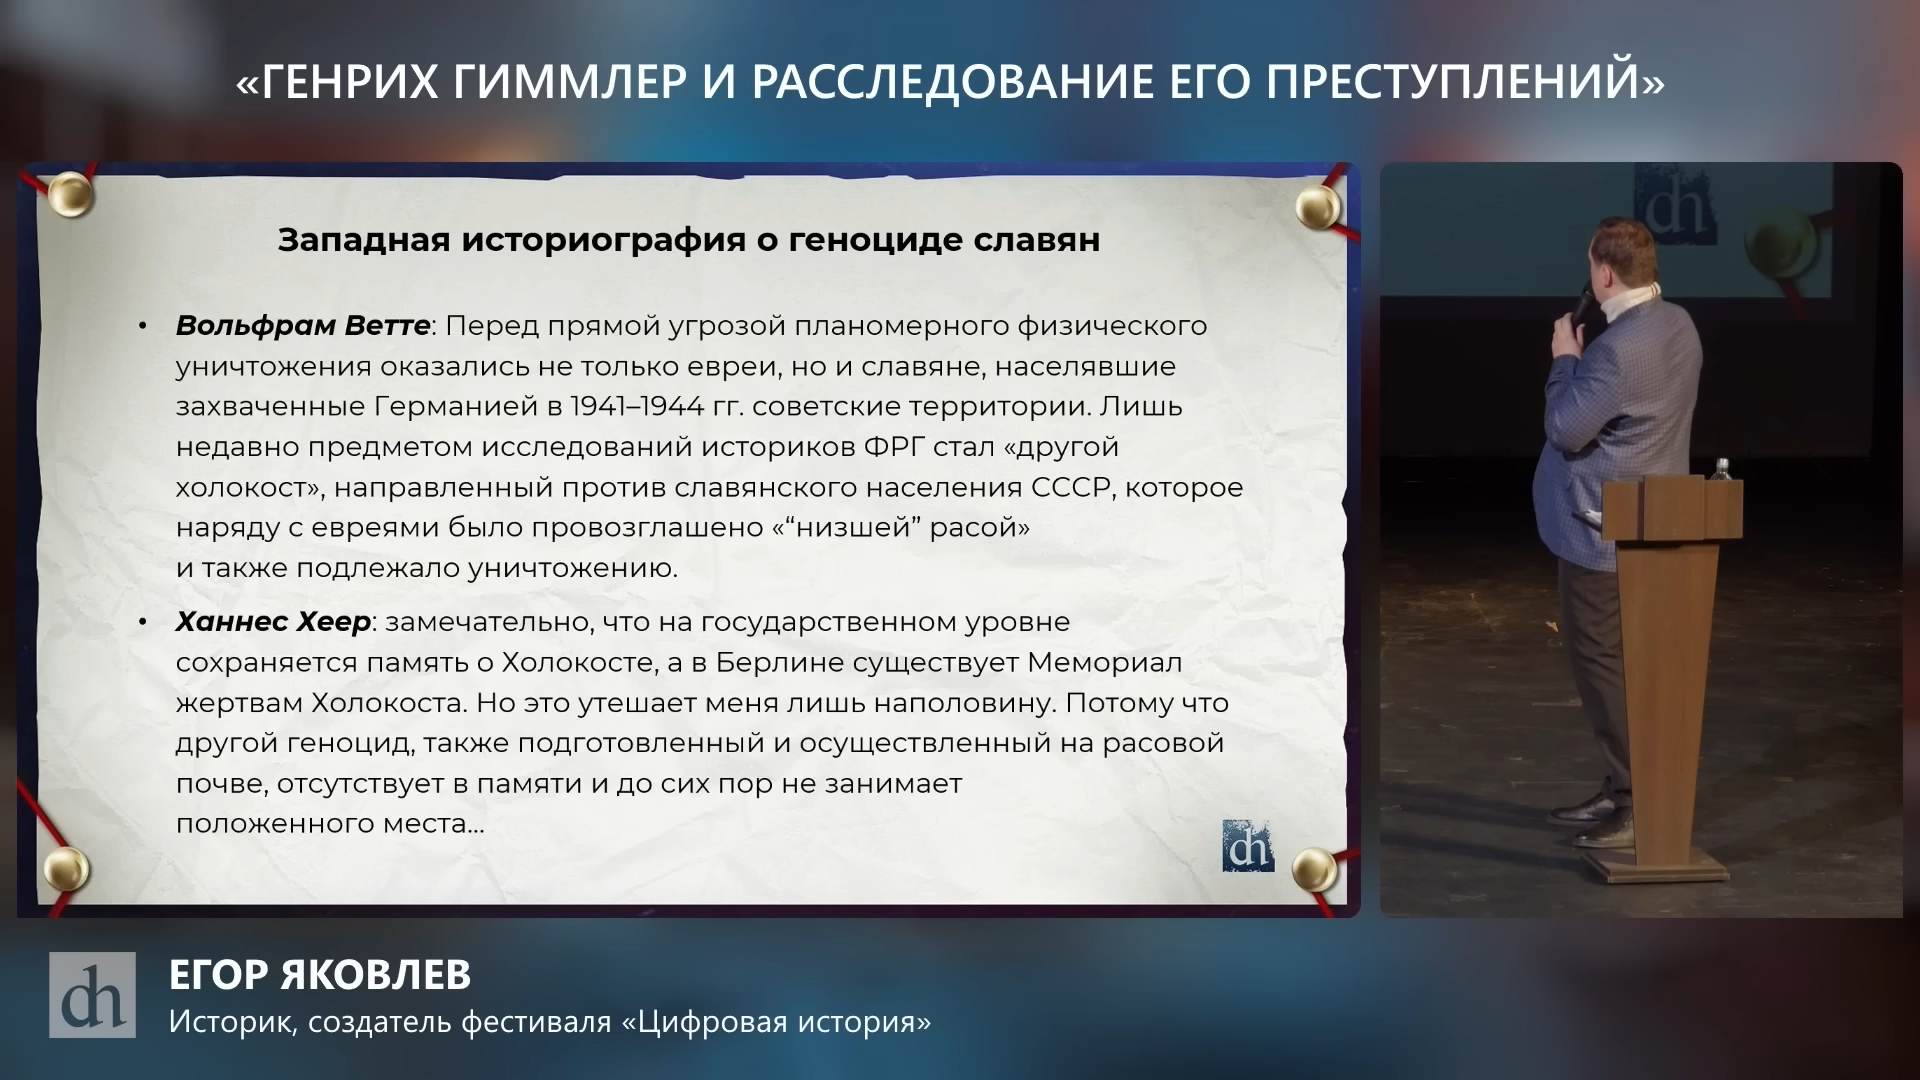 «ГЕНРИХ ГИММЛЕР И РАССЛЕДОВАНИЕ ЕГО ПРЕСТУПЛЕНИЙ»
Западная историография о геноциде славян
• Вольфрам Ветте: Перед прямой угрозой планомерного физического
уничтожения оказались не только евреи, но и славяне, населявшие
захваченные Германией в 1941–1944 гг. советские территории. Лишь
недавно предметом исследований историков ФРГ стал «другой
холокост», направленный против славянского населения СССР, которое
наряду с евреями было провозглашено «“низшей” расой»
и также подлежало уничтожению.
• Ханнес Хеер: замечательно, что на государственном уровне
сохраняется память о Холокосте, а в Берлине существует Мемориал
жертвам Холокоста. Но это утешает меня лишь наполовину. Потому что
другой геноцид, также подготовленный и осуществленный на расовой
почве, отсутствует в памяти и до сих пор не занимает
положенного места...
dh
dh
dh
ЕГОР ЯКОВЛЕВ
Историк, создатель фестиваля «Цифровая история»